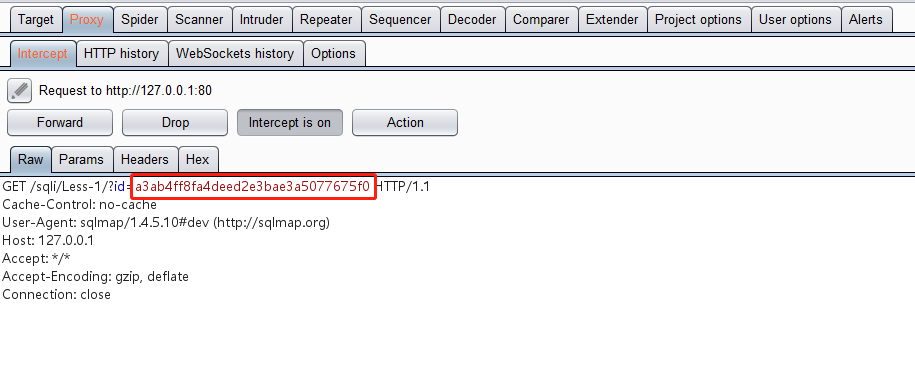 Target Proxy Spider Scanner Intruder Repeater Sequencer Decoder Comparer Extender Project options User options Alerts
Intercept HTTP history WebSockets history Options
Request to http://127.0.0.1:80
Forward Drop Intercept is on Action
Raw Params Headers Hex
GET /sqli/Less-1/?id=a3ab4ff8fa4deed2e3bae3a5077675f0 HTTP/1.1
Cache-Control: no-cache
User-Agent: sqlmap/1.4.5.10#dev (http://sqlmap.org)
Host: 127.0.0.1
Accept: */*
Accept-Encoding: gzip, deflate
Connection: close